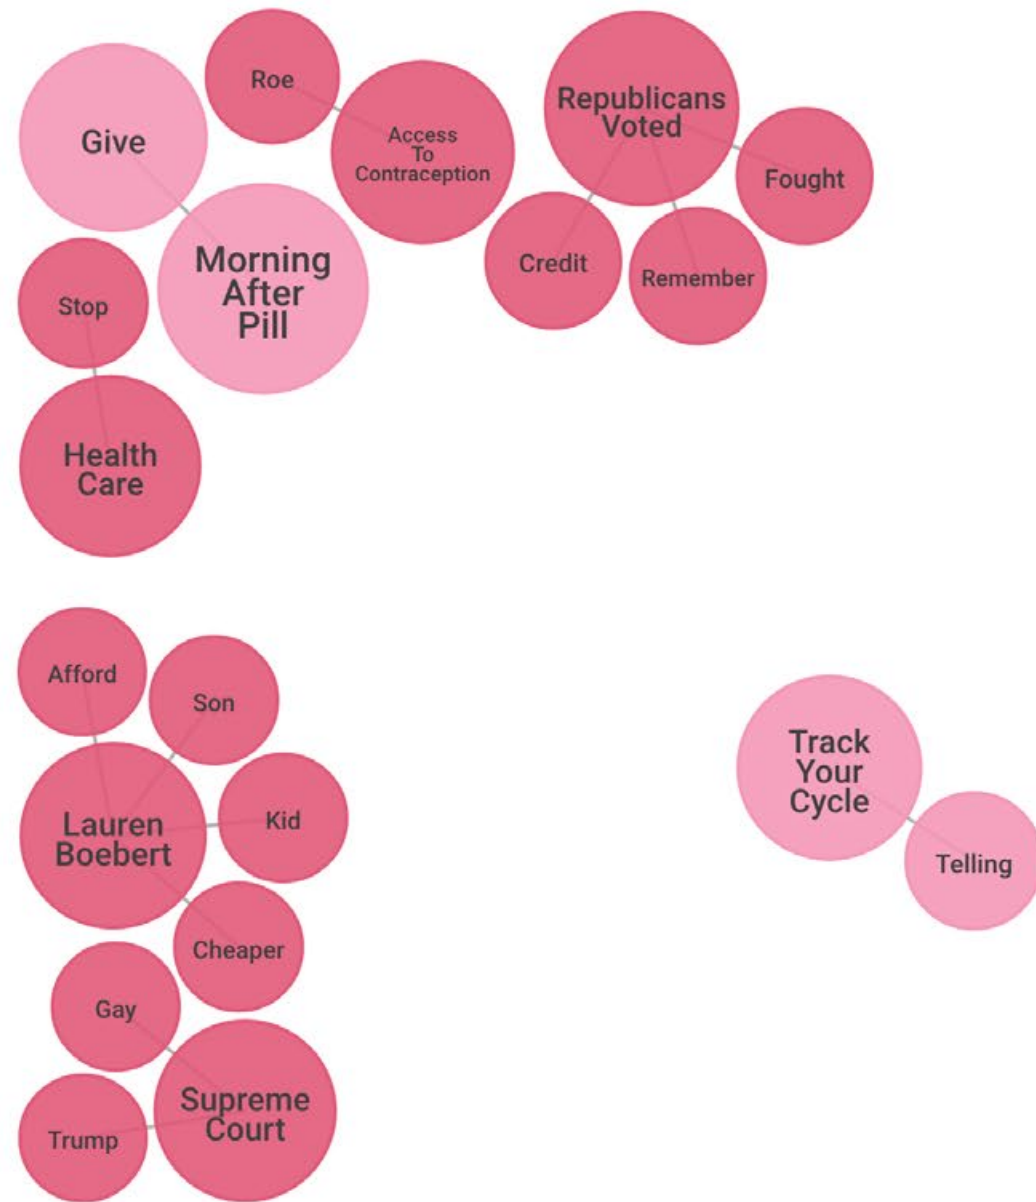 Roe
Republicans
Voted
Give
Access
To
Contraception
Fought
Morning
After
Pill
Credit
Remember
Stop
Health
Care
Afford
Son
Lauren
Boebert
Kid
Cheaper
Gay
Supreme
Court
Trump
Track
Your
Cycle
Telling